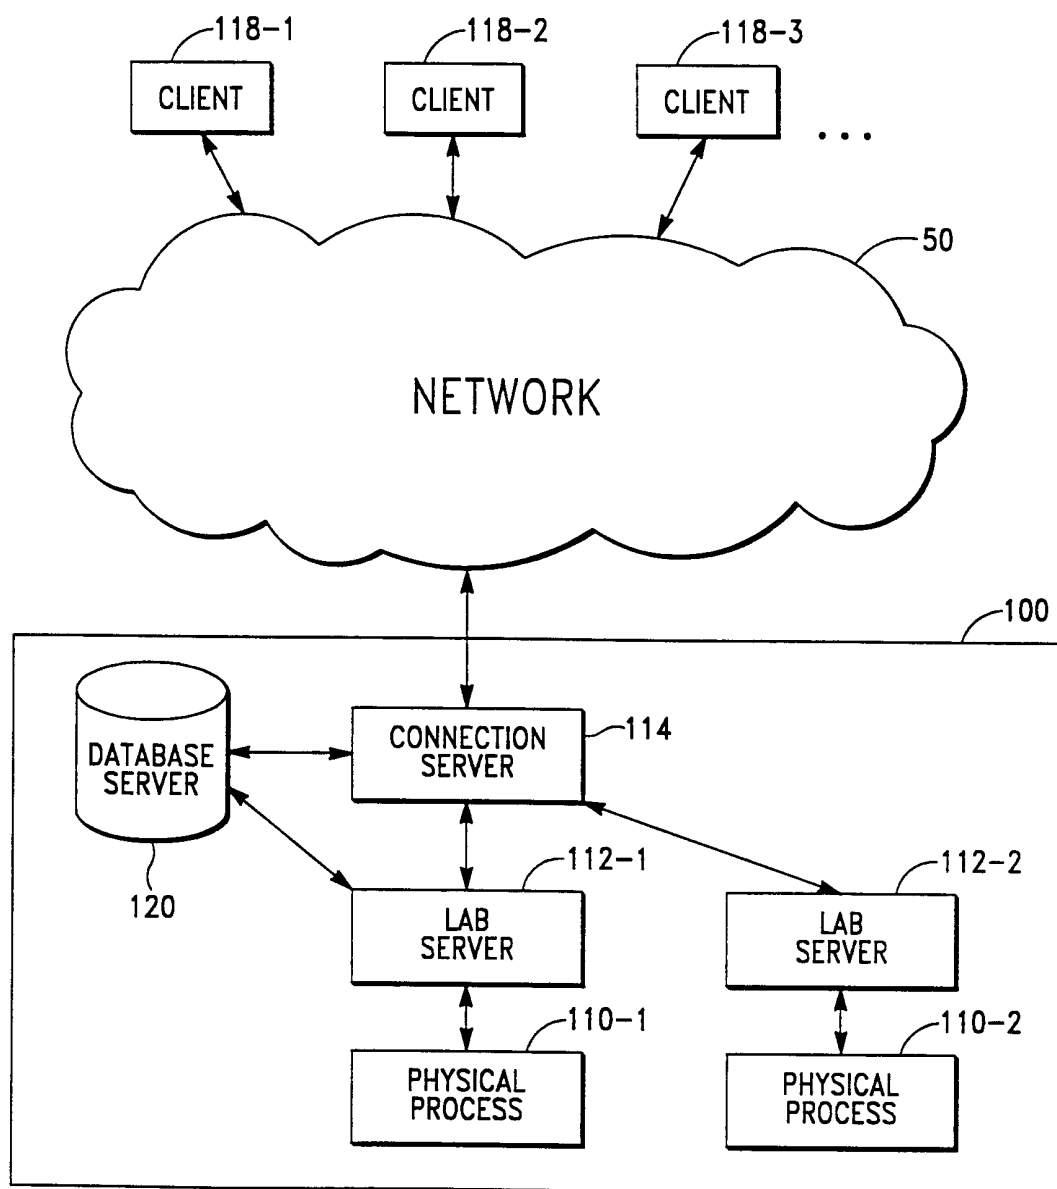 118-1
118-2
118-3
CLIENT
CLIENT
CLIENT
...
50
NETWORK
100
DATABASE
SERVER
120
CONNECTION
SERVER
114
112-1
LAB
SERVER
112-2
LAB
SERVER
110-1
PHYSICAL
PROCESS
110-2
PHYSICAL
PROCESS